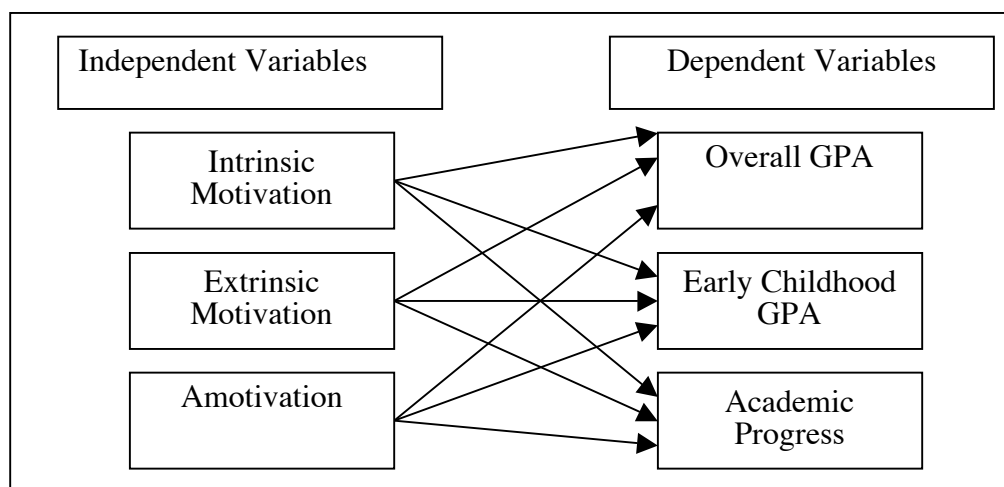 Independent Variables
Dependent Variables
Intrinsic
Motivation
Overall GPA
Extrinsic
Motivation
Early Childhood
GPA
Amotivation
Academic
Progress